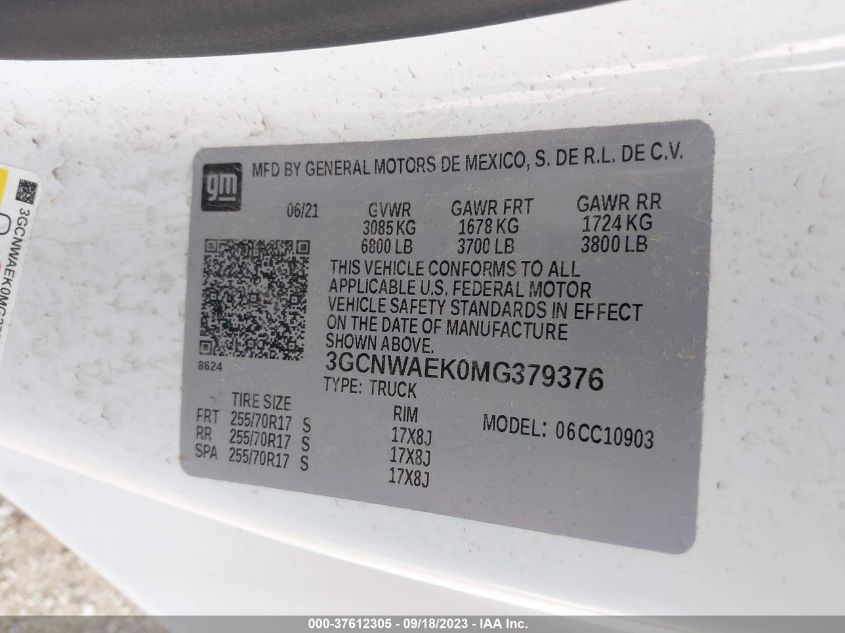 gm MFD BY GENERAL MOTORS DE MEXICO, S. DE R.L. DE C.V.
06/21 GVWR GAWR FRT GAWR RR
3085 KG 1678 KG 1724 KG
6800 LB 3700 LB 3800 LB
THIS VEHICLE CONFORMS TO ALL
APPLICABLE U.S. FEDERAL MOTOR
VEHICLE SAFETY STANDARDS IN EFFECT
ON THE DATE OF MANUFACTURE
SHOWN ABOVE.
8624 3GCNWAEK0MG379376
TYPE: TRUCK
TIRE SIZE RIM MODEL: 06CC10903
FRT 255/70R17 S 17X8J
RR 255/70R17 S 17X8J
SPA 255/70R17 S 17X8J
000-37612305 - 09/18/2023 - IAA Inc.